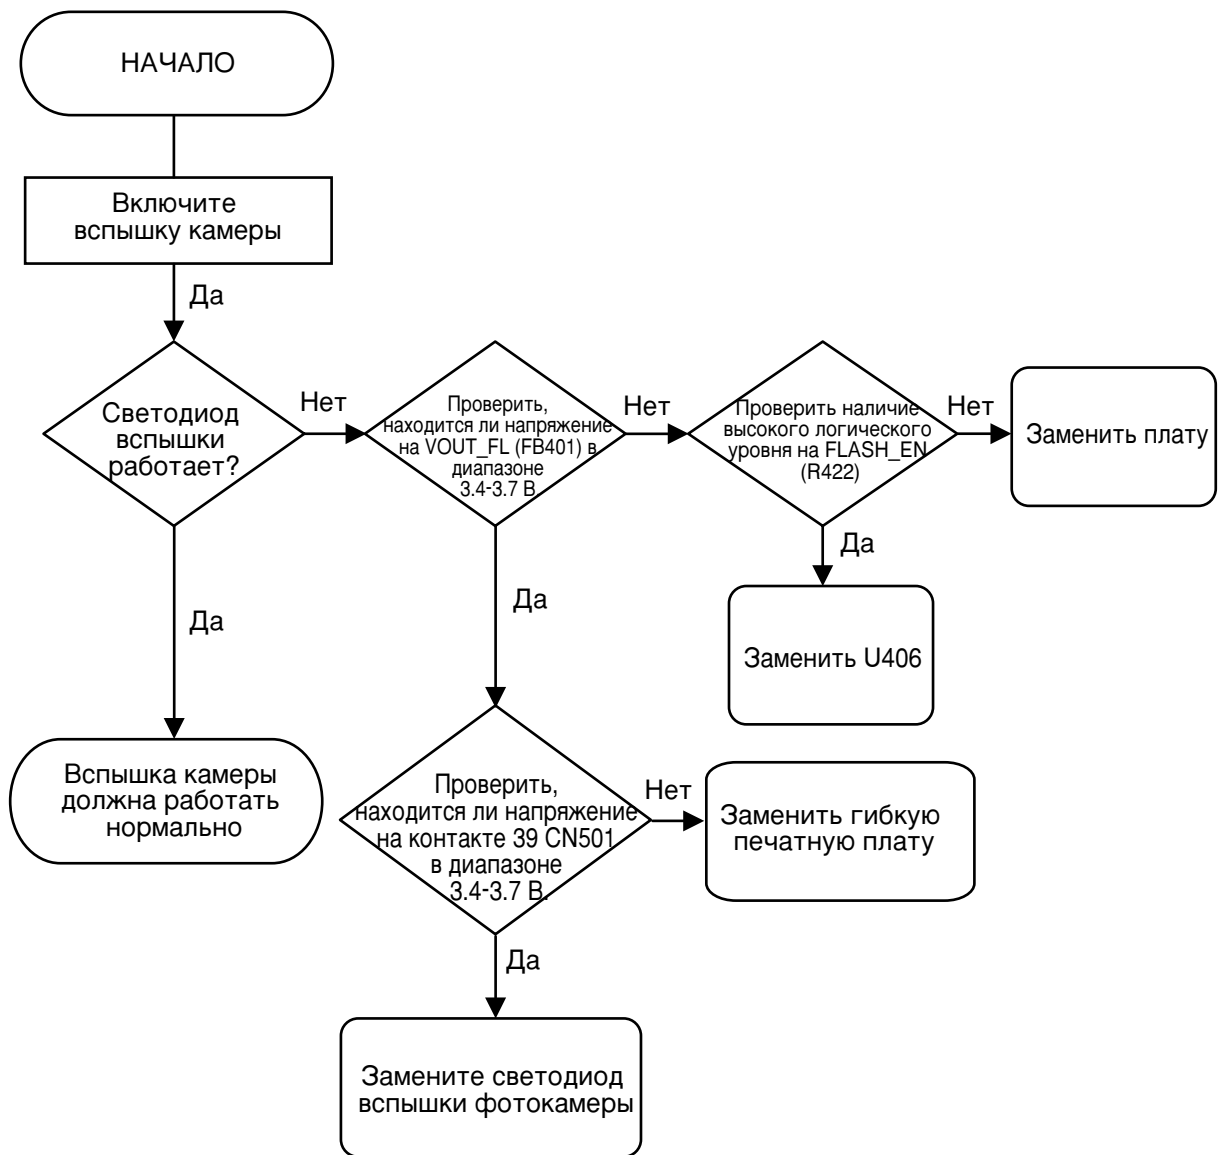 НАЧАЛО
Включите
вспышку камеры
Да
Светодиод
вспышки
работает?
Нет
Проверить,
находится ли напряжение
на VOUT_FL (FB401) в
диапазоне
3.4-3.7 В.
Нет
Проверить наличие
высокого логического
уровня на FLASH_EN
(R422)
Нет
Заменить плату
Да
Заменить U406
Да
Да
Вспышка камеры
должна работать
нормально
Проверить,
находится ли напряжение
на контакте 39 CN501
в диапазоне
3.4-3.7 В.
Нет
Заменить гибкую
печатную плату
Да
Замените светодиод
вспышки фотокамеры